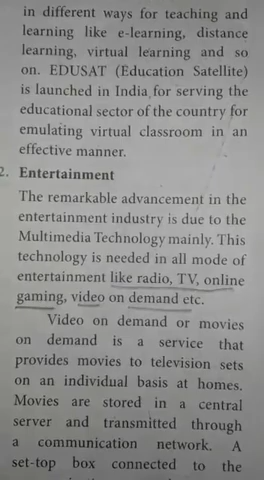 in different ways for teaching and
learning like e-learning, distance
learning, virtual learning and so
on. EDUSAT (Education Satellite)
is launched in India for serving the
educational sector of the country for
emulating virtual classroom in an
effective manner.
2. Entertainment
The remarkable advancement in the
entertainment industry is due to the
Multimedia Technology mainly. This
technology is needed in all mode of
entertainment like radio, TV, online
gaming, video on demand etc.
Video on demand or movies
on demand is a service that
provides movies to television sets
on an individual basis at homes.
Movies are stored in a central
server and transmitted through
a communication network. A
set-top box connected to the